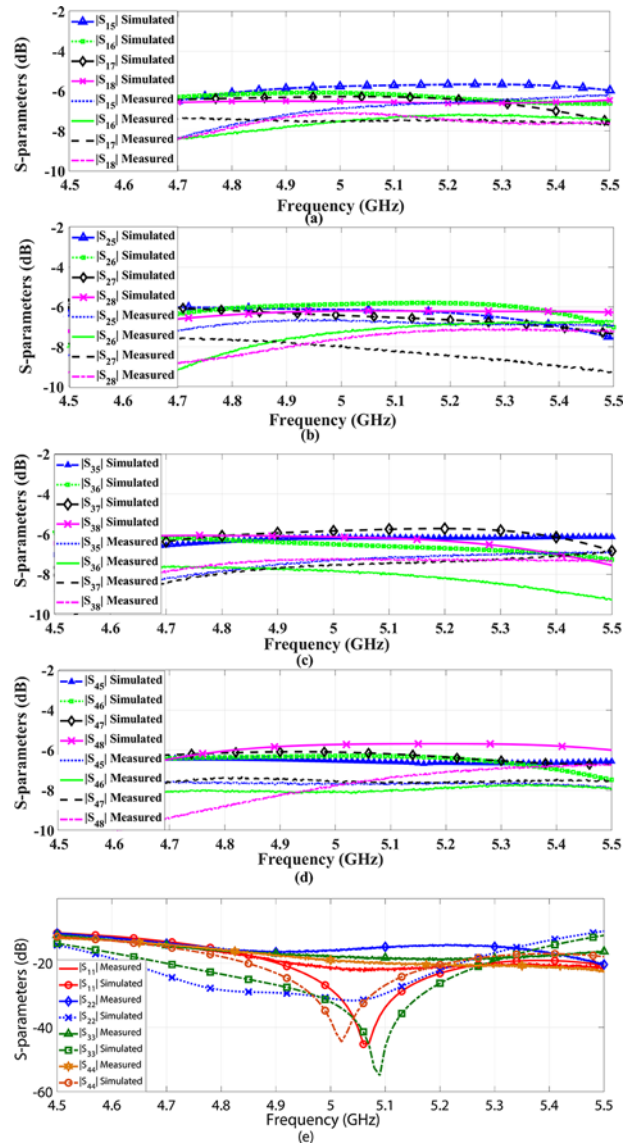 -2
-4
-6
-8
-10
S-parameters (dB)
|S15| Simulated
|S16| Simulated
|S17| Simulated
|S18| Simulated
|S15| Measured
|S16| Measured
|S17| Measured
|S18| Measured
4.5 4.6 4.7 4.8 4.9 5 5.1 5.2 5.3 5.4 5.5
Frequency (GHz)
(a)
-2
-4
-6
-8
-10
S-parameters (dB)
|S25| Simulated
|S26| Simulated
|S27| Simulated
|S28| Simulated
|S25| Measured
|S26| Measured
|S27| Measured
|S28| Measured
4.5 4.6 4.7 4.8 4.9 5 5.1 5.2 5.3 5.4 5.5
Frequency (GHz)
(b)
-2
-4
-6
-8
-10
S-parameters (dB)
|S35| Simulated
|S36| Simulated
|S37| Simulated
|S38| Simulated
|S35| Measured
|S36| Measured
|S37| Measured
|S38| Measured
4.5 4.6 4.7 4.8 4.9 5 5.1 5.2 5.3 5.4 5.5
Frequency (GHz)
(c)
-2
-4
-6
-8
-10
S-parameters (dB)
|S45| Simulated
|S46| Simulated
|S47| Simulated
|S48| Simulated
|S45| Measured
|S46| Measured
|S47| Measured
|S48| Measured
4.5 4.6 4.7 4.8 4.9 5 5.1 5.2 5.3 5.4 5.5
Frequency (GHz)
(d)
-20
-40
-60
S-parameters (dB)
|S11| Measured
|S11| Simulated
|S22| Measured
|S22| Simulated
|S33| Measured
|S33| Simulated
|S44| Measured
|S44| Simulated
4.5 4.6 4.7 4.8 4.9 5 5.1 5.2 5.3 5.4 5.5
Frequency (GHz)
(e)